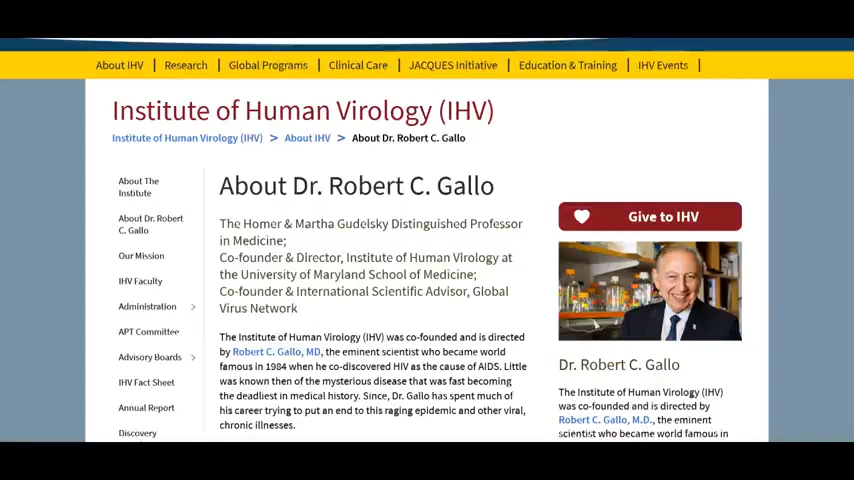 About IHV | Research | Global Programs | Clinical Care | JACQUES Initiative | Education & Training | IHV Events |
Institute of Human Virology (IHV)
Institute of Human Virology (IHV) > About IHV > About Dr. Robert C. Gallo
About The
Institute
About Dr. Robert
C. Gallo
Our Mission
IHV Faculty
Administration >
APT Committee
Advisory Boards >
IHV Fact Sheet
Annual Report
Discovery
About Dr. Robert C. Gallo
The Homer & Martha Gudelsky Distinguished Professor
in Medicine;
Co-founder & Director, Institute of Human Virology at
the University of Maryland School of Medicine;
Co-founder & International Scientific Advisor, Global
Virus Network
The Institute of Human Virology (IHV) was co-founded and is directed
by Robert C. Gallo, MD, the eminent scientist who became world
famous in 1984 when he co-discovered HIV as the cause of AIDS. Little
was known then of the mysterious disease that was fast becoming
the deadliest in medical history. Since, Dr. Gallo has spent much of
his career trying to put an end to this raging epidemic and other viral,
chronic illnesses.
Give to IHV
Dr. Robert C. Gallo
The Institute of Human Virology (IHV)
was co-founded and is directed by
Robert C. Gallo, M.D., the eminent
scientist who became world famous in